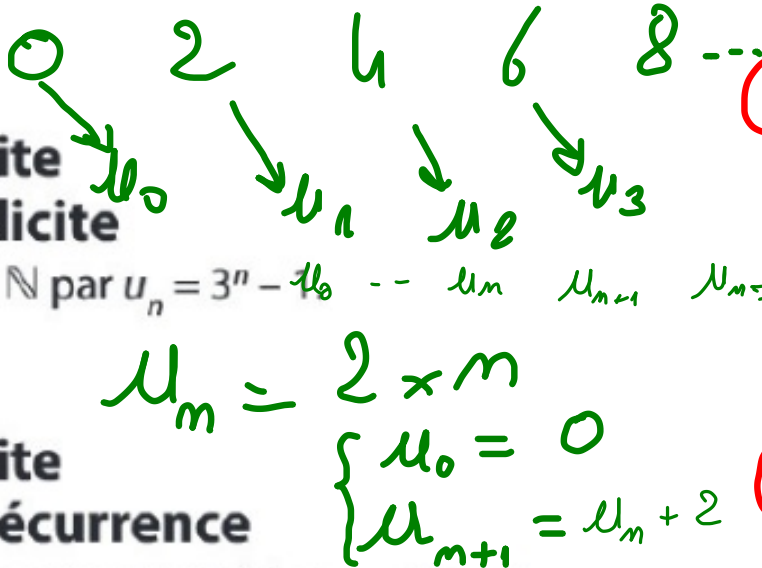 0 2 4 6 8 ---
ite
u₀ u₁ u₂ u₃
licite
ℕ par uₙ = 3ⁿ – 1
u₀ -- uₙ uₙ₊₁
uₙ = 2 × n
ite
u₀ = 0
écurrence
uₙ₊₁ = uₙ + 2